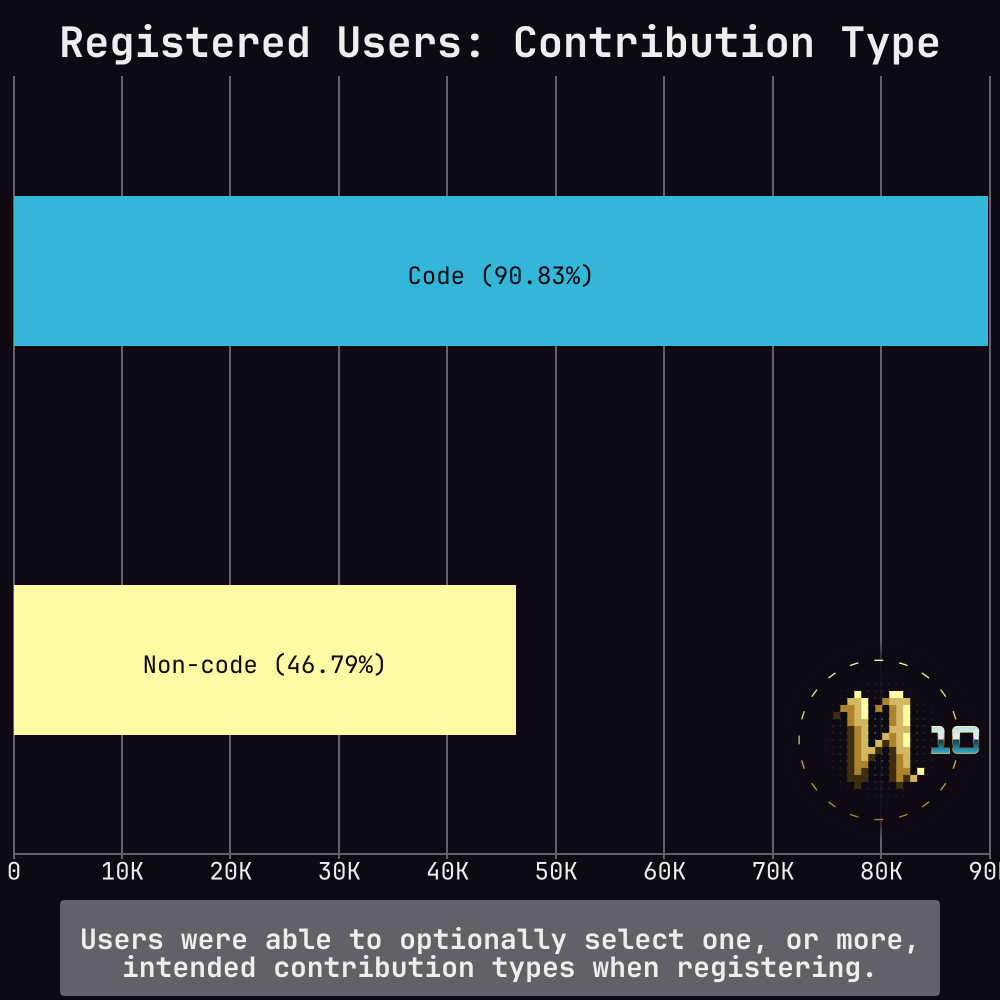 Registered Users: Contribution Type
Code (90.83%)
Non-code (46.79%)
10
0 10K 20K 30K 40K 50K 60K 70K 80K 90K
Users were able to optionally select one, or more,
intended contribution types when registering.